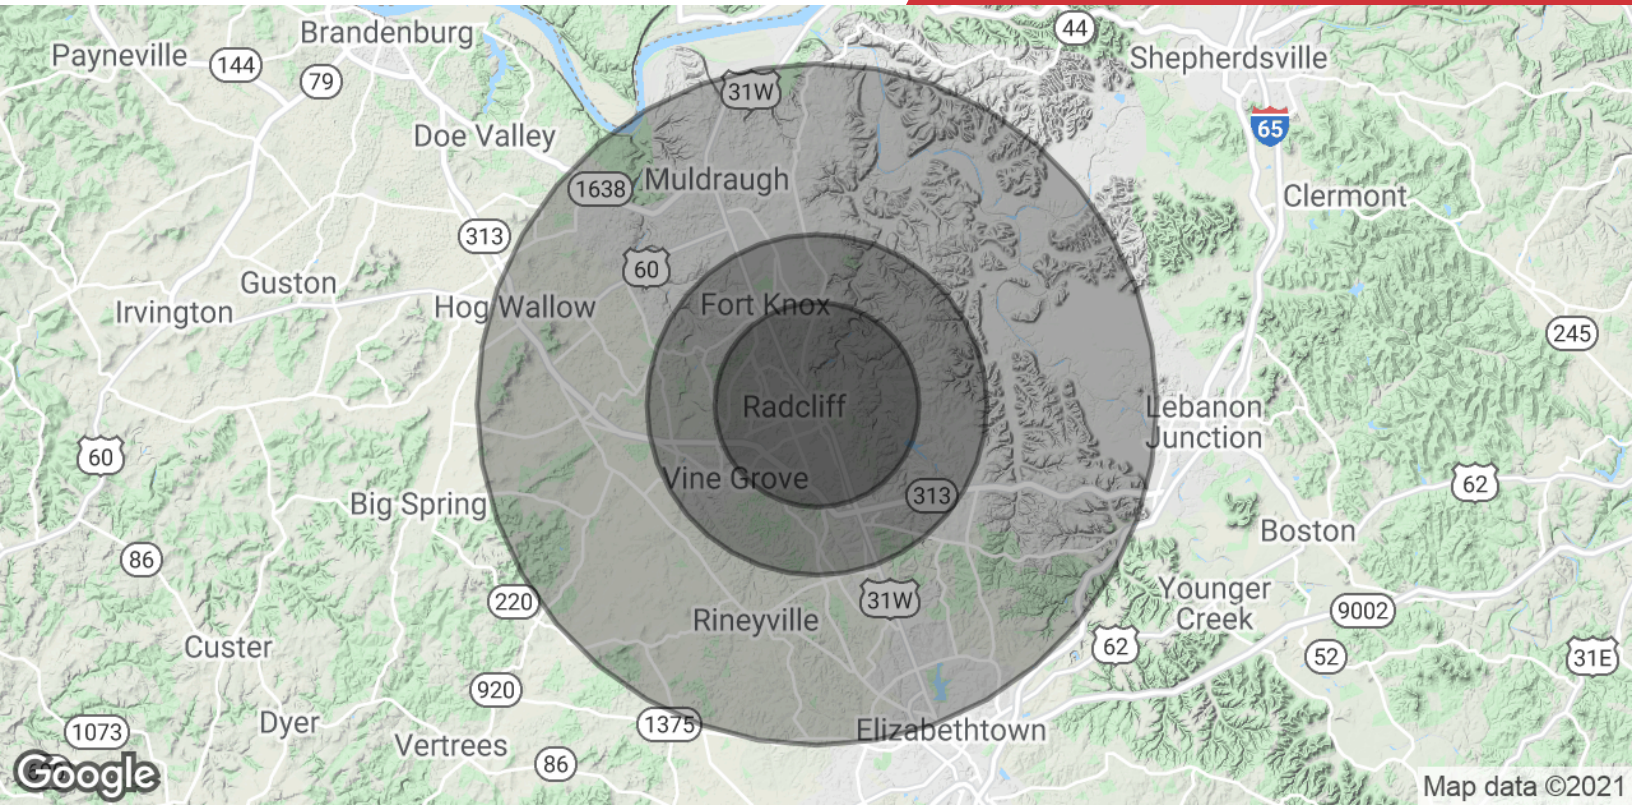 Brandenburg
44
Payneville
144
Shepherdsville
79
31W
65
Doe Valley
1638
Muldraugh
Clermont
313
60
Guston
Irvington
Hog Wallow
Fort Knox
245
Radcliff
Lebanon
Junction
60
Vine Grove
313
62
Big Spring
Boston
86
220
31W
Younger
Creek
9002
Rineyville
Custer
62
52
31E
920
1073
Dyer
1375
Elizabethtown
Vertrees
86
Google
Map data ©2021